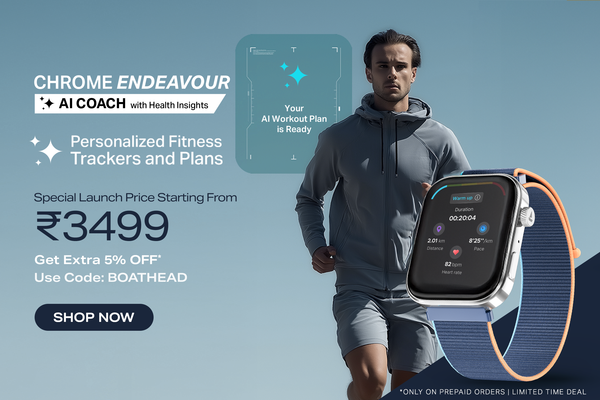 CHROME ENDEAVOUR
AI COACH with Health Insights
Personalized Fitness
Trackers and Plans
Special Launch Price Starting From
₹3499
Get Extra 5% OFF*
Use Code: BOATHEAD
SHOP NOW
Your
AI Workout Plan
is Ready
Warm up
Duration
00:20:04
2.01 km
Distance
8'25"/km
Pace
82 bpm
Heart rate
*ONLY ON PREPAID ORDERS | LIMITED TIME DEAL